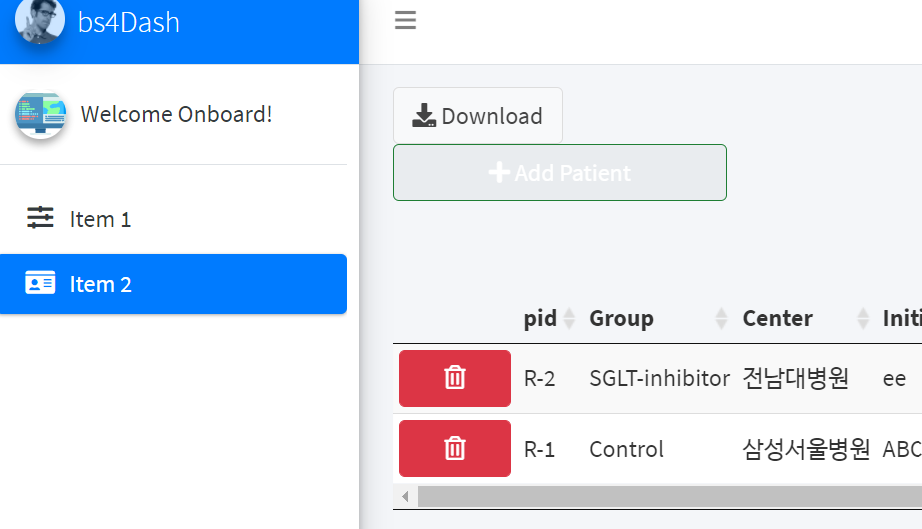 bs4Dash
Welcome Onboard!
Item 1
Item 2
Download
Add Patient
pid Group Center Initi
R-2 SGLT-inhibitor 전남대병원 ee
R-1 Control 삼성서울병원 ABC